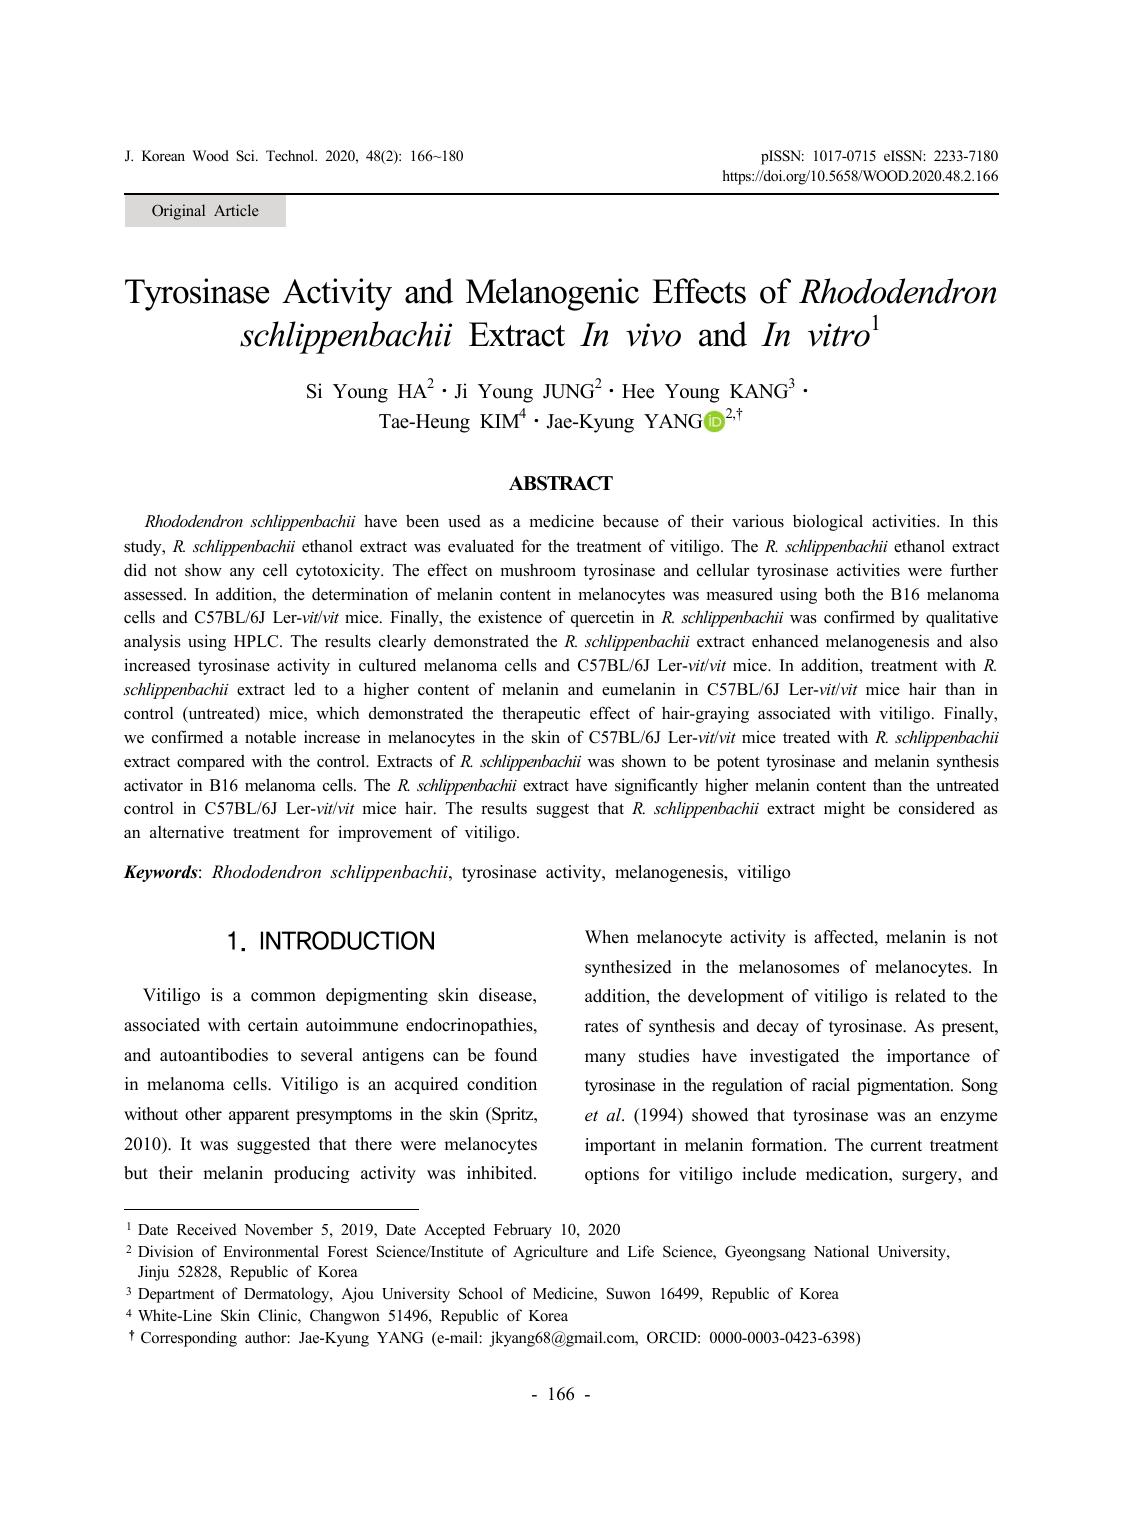 J. Korean Wood Sci. Technol. 2020, 48(2): 166~180
pISSN: 1017-0715 eISSN: 2233-7180
https://doi.org/10.5658/WOOD.2020.48.2.166
Original Article
Tyrosinase Activity and Melanogenic Effects of Rhododendron
schlippenbachii Extract In vivo and In vitro1
Si Young HA2・Ji Young JUNG2・Hee Young KANG3・
Tae-Heung KIM4・Jae-Kyung YANG iD 2,†
ABSTRACT
Rhododendron schlippenbachii have been used as a medicine because of their various biological activities. In this
study, R. schlippenbachii ethanol extract was evaluated for the treatment of vitiligo. The R. schlippenbachii ethanol extract
did not show any cell cytotoxicity. The effect on mushroom tyrosinase and cellular tyrosinase activities were further
assessed. In addition, the determination of melanin content in melanocytes was measured using both the B16 melanoma
cells and C57BL/6J Ler-vit/vit mice. Finally, the existence of quercetin in R. schlippenbachii was confirmed by qualitative
analysis using HPLC. The results clearly demonstrated the R. schlippenbachii extract enhanced melanogenesis and also
increased tyrosinase activity in cultured melanoma cells and C57BL/6J Ler-vit/vit mice. In addition, treatment with R.
schlippenbachii extract led to a higher content of melanin and eumelanin in C57BL/6J Ler-vit/vit mice hair than in
control (untreated) mice, which demonstrated the therapeutic effect of hair-graying associated with vitiligo. Finally,
we confirmed a notable increase in melanocytes in the skin of C57BL/6J Ler-vit/vit mice treated with R. schlippenbachii
extract compared with the control. Extracts of R. schlippenbachii was shown to be potent tyrosinase and melanin synthesis
activator in B16 melanoma cells. The R. schlippenbachii extract have significantly higher melanin content than the untreated
control in C57BL/6J Ler-vit/vit mice hair. The results suggest that R. schlippenbachii extract might be considered as
an alternative treatment for improvement of vitiligo.
Keywords: Rhododendron schlippenbachii, tyrosinase activity, melanogenesis, vitiligo
1. INTRODUCTION
Vitiligo is a common depigmenting skin disease,
associated with certain autoimmune endocrinopathies,
and autoantibodies to several antigens can be found
in melanoma cells. Vitiligo is an acquired condition
without other apparent presymptoms in the skin (Spritz,
2010). It was suggested that there were melanocytes
but their melanin producing activity was inhibited.
When melanocyte activity is affected, melanin is not
synthesized in the melanosomes of melanocytes. In
addition, the development of vitiligo is related to the
rates of synthesis and decay of tyrosinase. As present,
many studies have investigated the importance of
tyrosinase in the regulation of racial pigmentation. Song
et al. (1994) showed that tyrosinase was an enzyme
important in melanin formation. The current treatment
options for vitiligo include medication, surgery, and
1 Date Received November 5, 2019, Date Accepted February 10, 2020
2 Division of Environmental Forest Science/Institute of Agriculture and Life Science, Gyeongsang National University,
Jinju 52828, Republic of Korea
3 Department of Dermatology, Ajou University School of Medicine, Suwon 16499, Republic of Korea
4 White-Line Skin Clinic, Changwon 51496, Republic of Korea
† Corresponding author: Jae-Kyung YANG (e-mail: jkyang68@gmail.com, ORCID: 0000-0003-0423-6398)
- 166 -